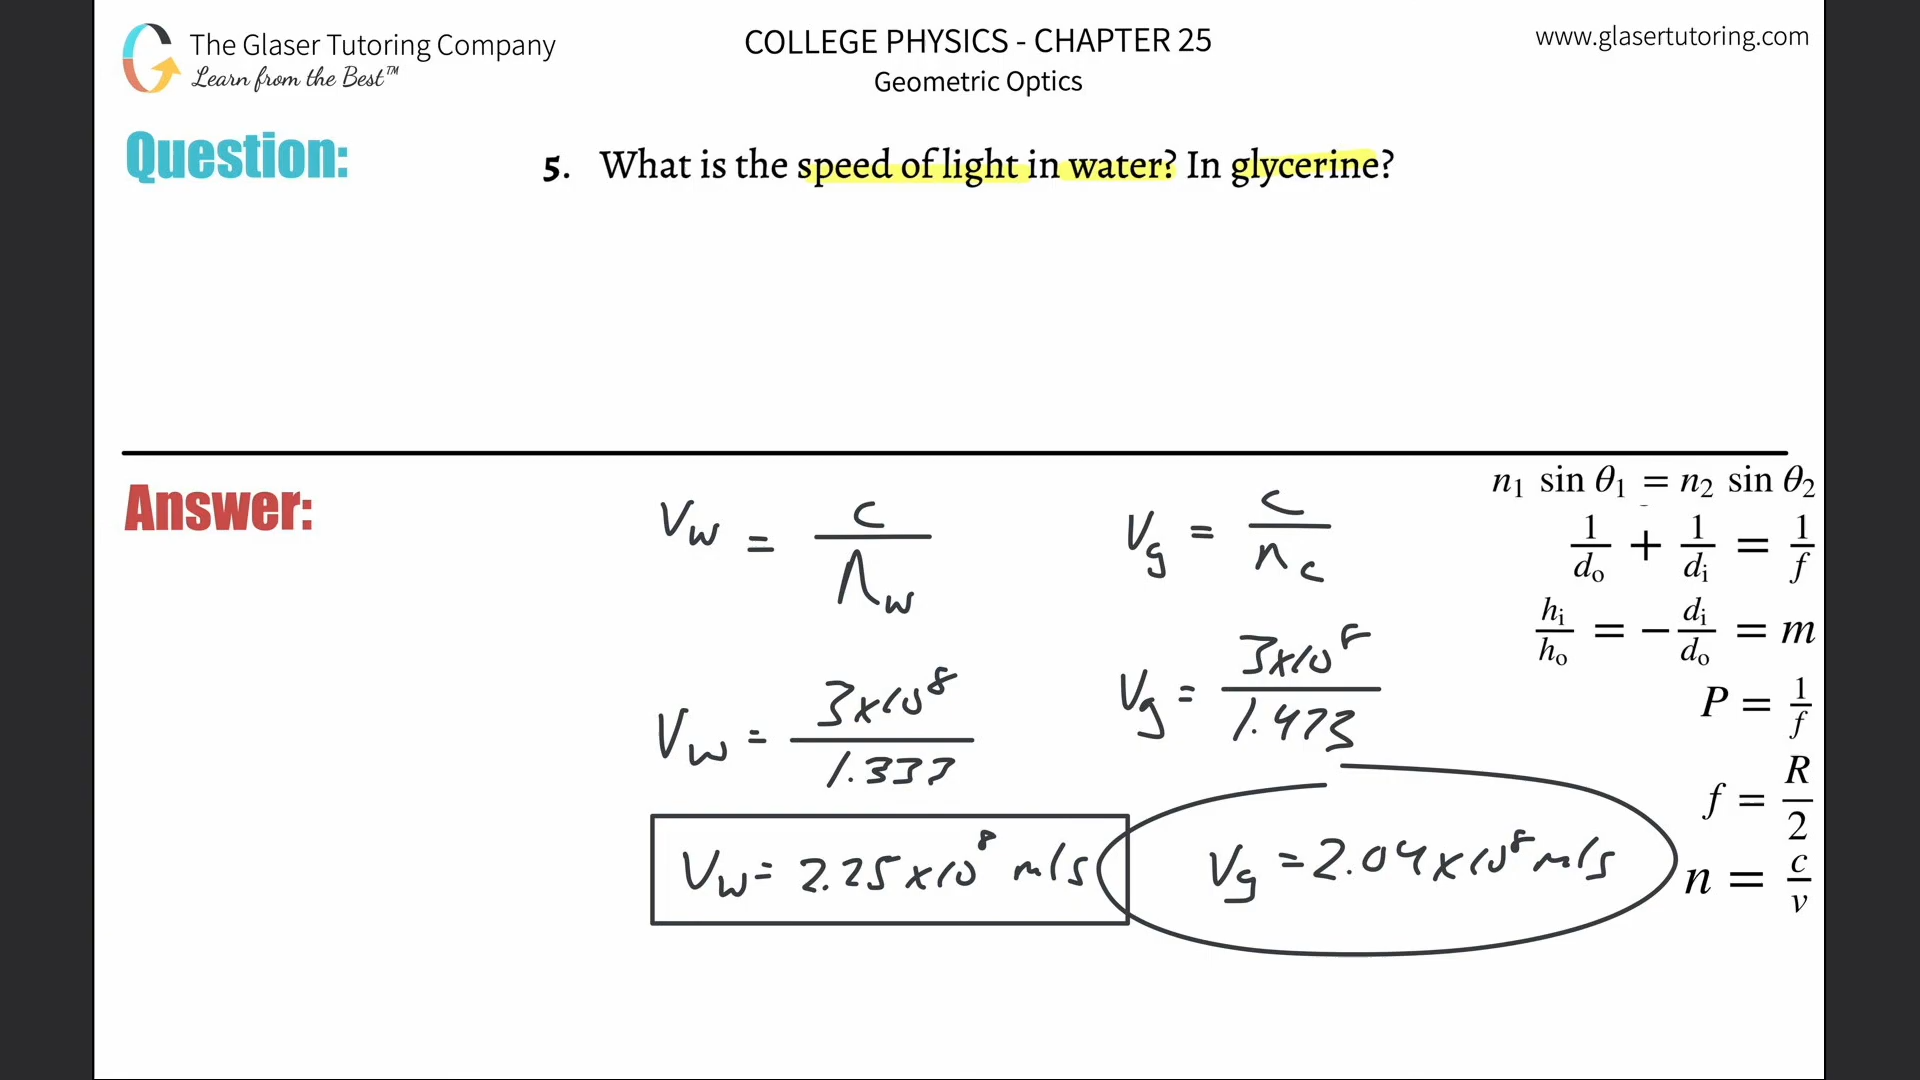 The Glaser Tutoring Company
Learn from the Best™
COLLEGE PHYSICS - CHAPTER 25
Geometric Optics
www.glasertutoring.com
Question:
5. What is the speed of light in water? In glycerine?
Answer:
Vw = c / nw
Vw = 3x10^8 / 1.333
Vw = 2.25x10^8 m/s
Vg = c / nc
Vg = 3x10^8 / 1.473
Vg = 2.04x10^8 m/s
n₁ sin θ₁ = n₂ sin θ₂
1/dₒ + 1/dᵢ = 1/f
hᵢ/hₒ = −dᵢ/dₒ = m
P = 1/f
f = R/2
n = c/v